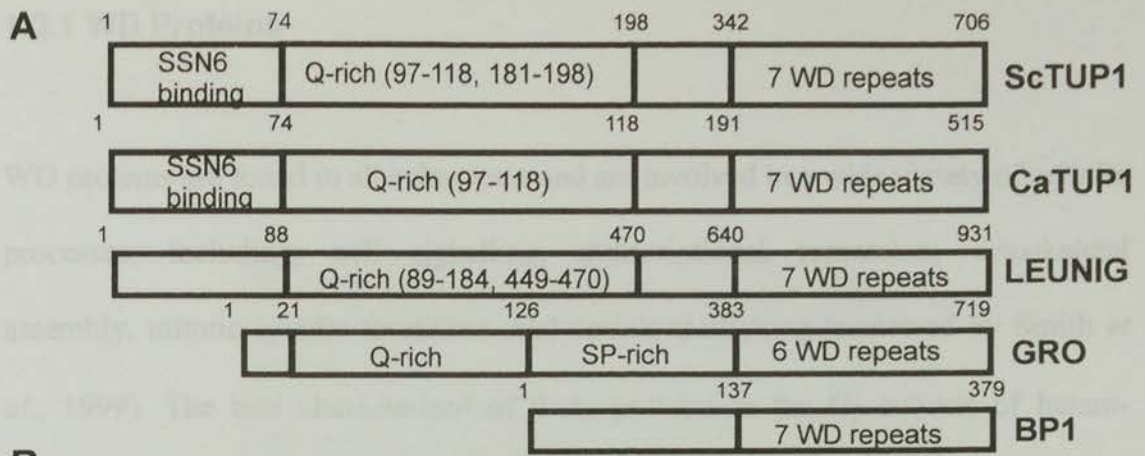 A
1 74 198 342 706
SSN6 binding Q-rich (97-118, 181-198) 7 WD repeats ScTUP1
1 74 118 191 515
SSN6 binding Q-rich (97-118) 7 WD repeats CaTUP1
1 88 470 640 931
Q-rich (89-184, 449-470) 7 WD repeats LEUNIG
1 21 126 383 719
Q-rich SP-rich 6 WD repeats GRO
1 137 379
7 WD repeats BP1